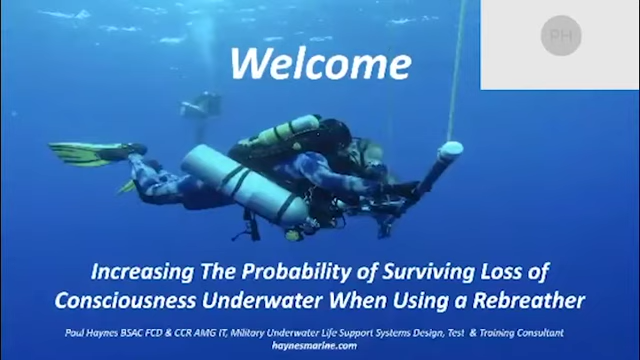 PH
Welcome
Increasing The Probability of Surviving Loss of
Consciousness Underwater When Using a Rebreather
Paul Haynes BSAC FCD & CCR AMG IT, Military Underwater Life Support Systems Design, Test & Training Consultant
haynesmarine.com